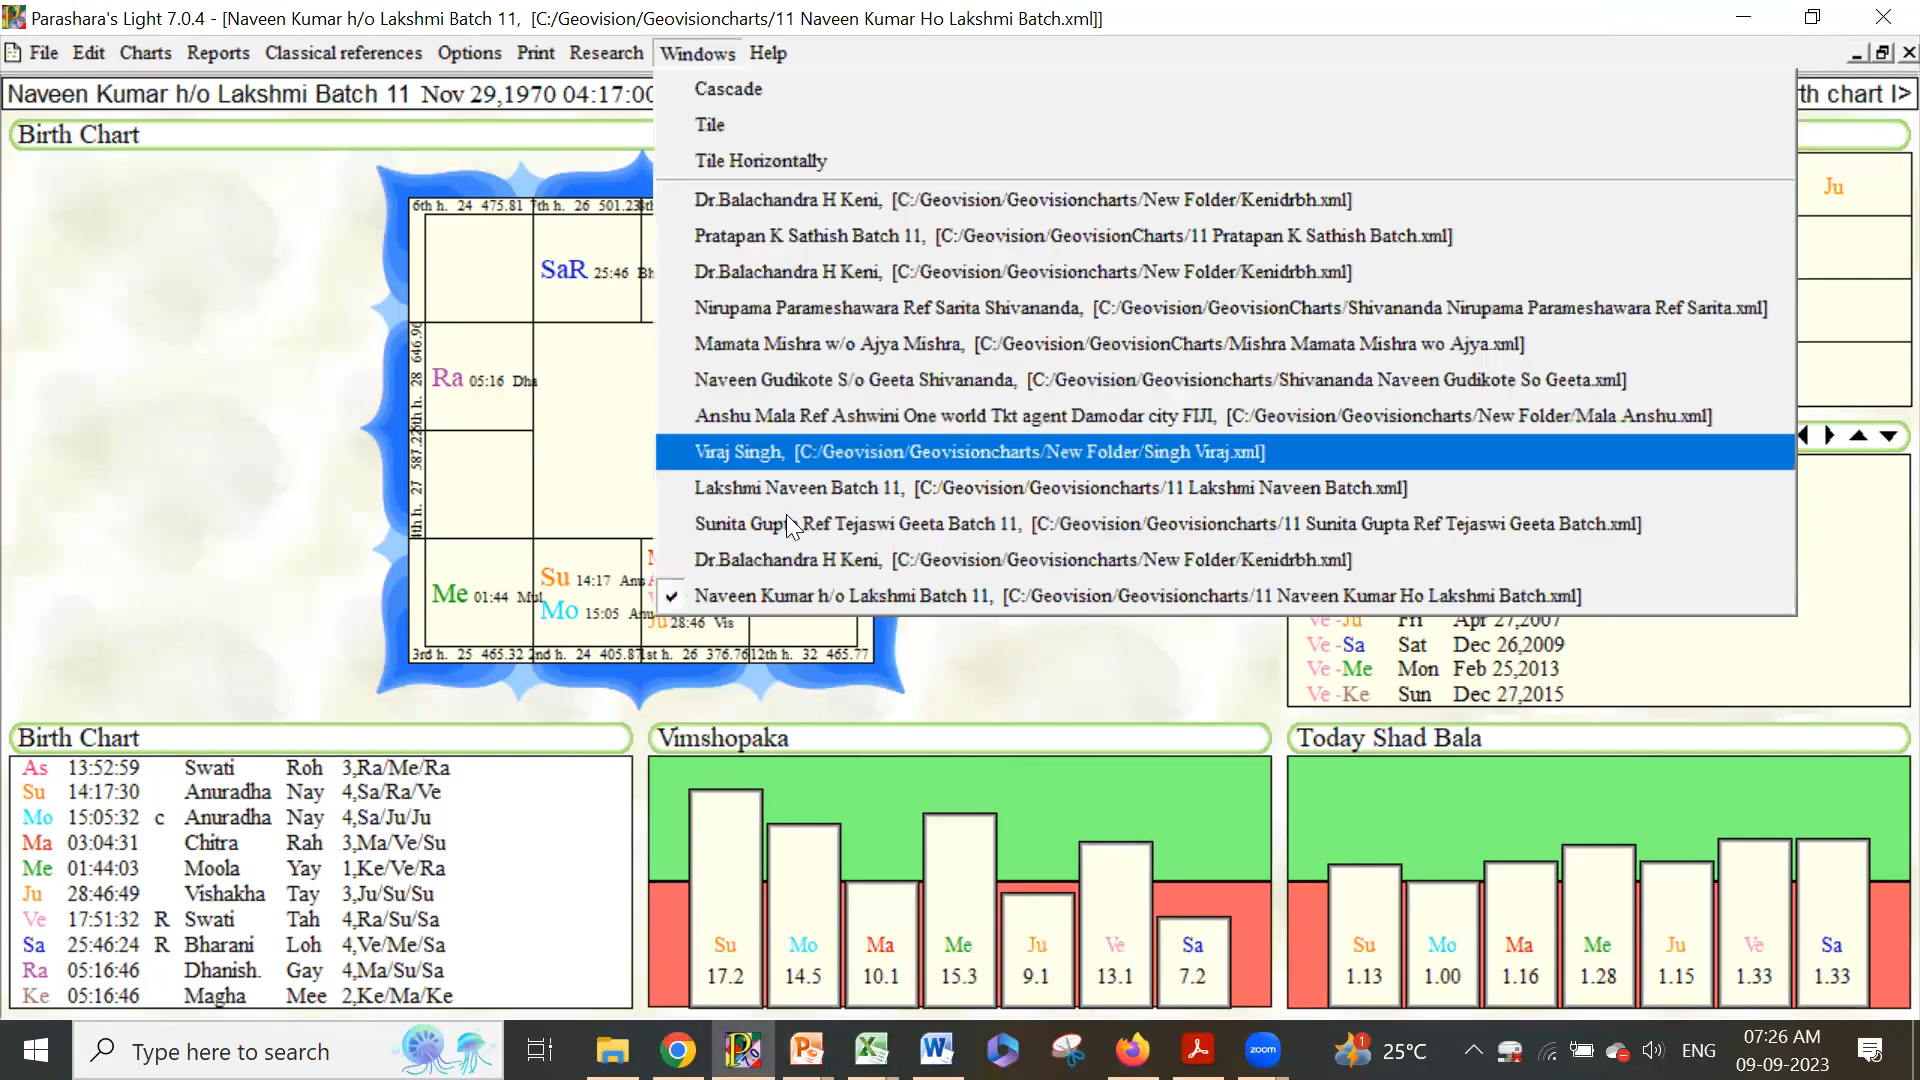 Parashara's Light 7.0.4 - [Naveen Kumar h/o Lakshmi Batch 11,  [C:/Geovision/Geovisioncharts/11 Naveen Kumar Ho Lakshmi Batch.xml]]
File Edit Charts Reports Classical references Options Print Research Windows Help
Naveen Kumar h/o Lakshmi Batch 11 Nov 29,1970 04:17:00
th chart I>
Birth Chart
Cascade
Tile
Tile Horizontally
Dr.Balachandra H Keni, [C:/Geovision/Geovisioncharts/New Folder/Kenidrbh.xml]
Pratapan K Sathish Batch 11, [C:/Geovision/GeovisionCharts/11 Pratapan K Sathish Batch.xml]
Dr.Balachandra H Keni, [C:/Geovision/Geovisioncharts/New Folder/Kenidrbh.xml]
Nirupama Parameshawara Ref Sarita Shivananda, [C:/Geovision/GeovisionCharts/Shivananda Nirupama Parameshawara Ref Sarita.xml]
Mamata Mishra w/o Ajya Mishra, [C:/Geovision/GeovisionCharts/Mishra Mamata Mishra wo Ajya.xml]
Naveen Gudikote S/o Geeta Shivananda, [C:/Geovision/Geovisioncharts/Shivananda Naveen Gudikote So Geeta.xml]
Anshu Mala Ref Ashwini One world Tkt agent Damodar city FIJI, [C:/Geovision/Geovisioncharts/New Folder/Mala Anshu.xml]
Viraj Singh, [C:/Geovision/Geovisioncharts/New Folder/Singh Viraj.xml]
Lakshmi Naveen Batch 11, [C:/Geovision/Geovisioncharts/11 Lakshmi Naveen Batch.xml]
Sunita Gupta Ref Tejaswi Geeta Batch 11, [C:/Geovision/Geovisioncharts/11 Sunita Gupta Ref Tejaswi Geeta Batch.xml]
Dr.Balachandra H Keni, [C:/Geovision/Geovisioncharts/New Folder/Kenidrbh.xml]
Naveen Kumar h/o Lakshmi Batch 11, [C:/Geovision/Geovisioncharts/11 Naveen Kumar Ho Lakshmi Batch.xml]
6th h. 24 475.81 7th h. 26 501.23
SaR 25:46 Bh
28 646.90
Ra 05:16 Dha
4th h. 27 587.22
Me 01:44 Mul
Su 14:17 Anu
Mo 15:05 Anu
Ju 28:46 Vis
3rd h. 25 465.32 2nd h. 24 405.87 1st h. 26 376.76 12th h. 32 465.77
Ju
Ve -Ju Fri Apr 27,2007
Ve -Sa Sat Dec 26,2009
Ve -Me Mon Feb 25,2013
Ve -Ke Sun Dec 27,2015
Birth Chart
As 13:52:59 Swati Roh 3,Ra/Me/Ra
Su 14:17:30 Anuradha Nay 4,Sa/Ra/Ve
Mo 15:05:32 c Anuradha Nay 4,Sa/Ju/Ju
Ma 03:04:31 Chitra Rah 3,Ma/Ve/Su
Me 01:44:03 Moola Yay 1,Ke/Ve/Ra
Ju 28:46:49 Vishakha Tay 3,Ju/Su/Su
Ve 17:51:32 R Swati Tah 4,Ra/Su/Sa
Sa 25:46:24 R Bharani Loh 4,Ve/Me/Sa
Ra 05:16:46 Dhanish. Gay 4,Ma/Su/Sa
Ke 05:16:46 Magha Mee 2,Ke/Ma/Ke
Vimshopaka
Su Mo Ma Me Ju Ve Sa
17.2 14.5 10.1 15.3 9.1 13.1 7.2
Today Shad Bala
Su Mo Ma Me Ju Ve Sa
1.13 1.00 1.16 1.28 1.15 1.33 1.33
Type here to search
zoom
1
25°C
ENG
07:26 AM
09-09-2023